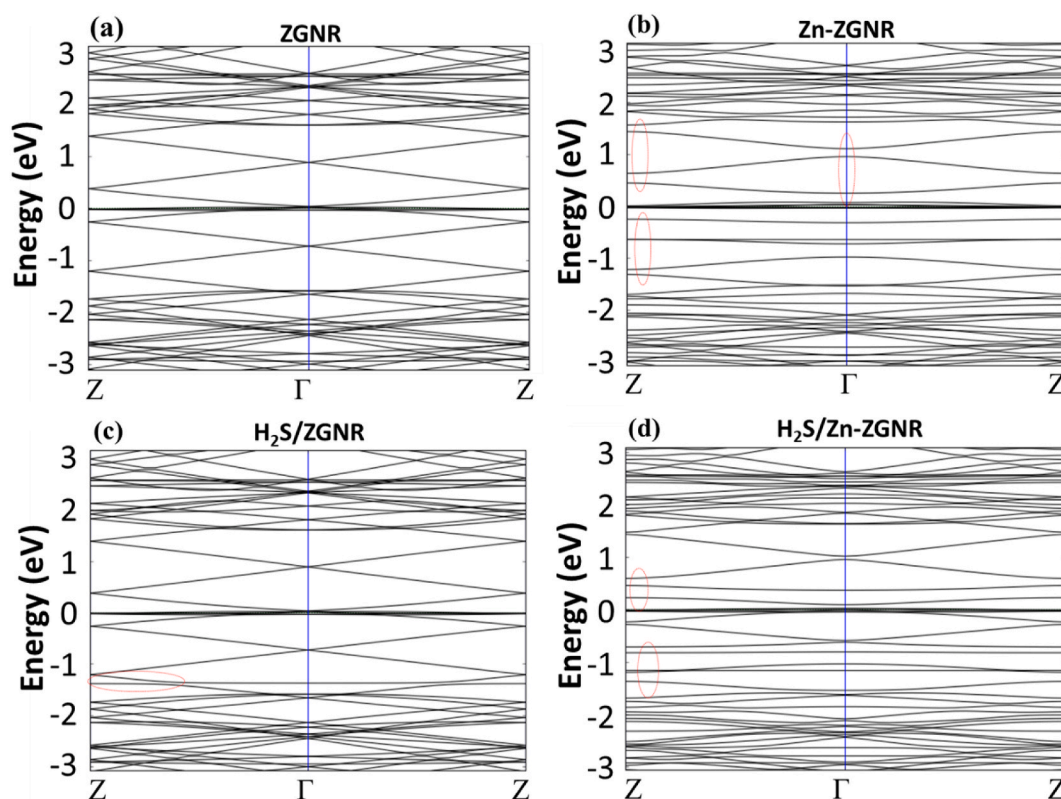 (a) ZGNR
3
2
1
0
-1
-2
-3
Energy (eV)
Z Γ Z
(b) Zn-ZGNR
3
2
1
0
-1
-2
-3
Energy (eV)
Z Γ Z
(c) H₂S/ZGNR
3
2
1
0
-1
-2
-3
Energy (eV)
Z Γ Z
(d) H₂S/Zn-ZGNR
3
2
1
0
-1
-2
-3
Energy (eV)
Z Γ Z